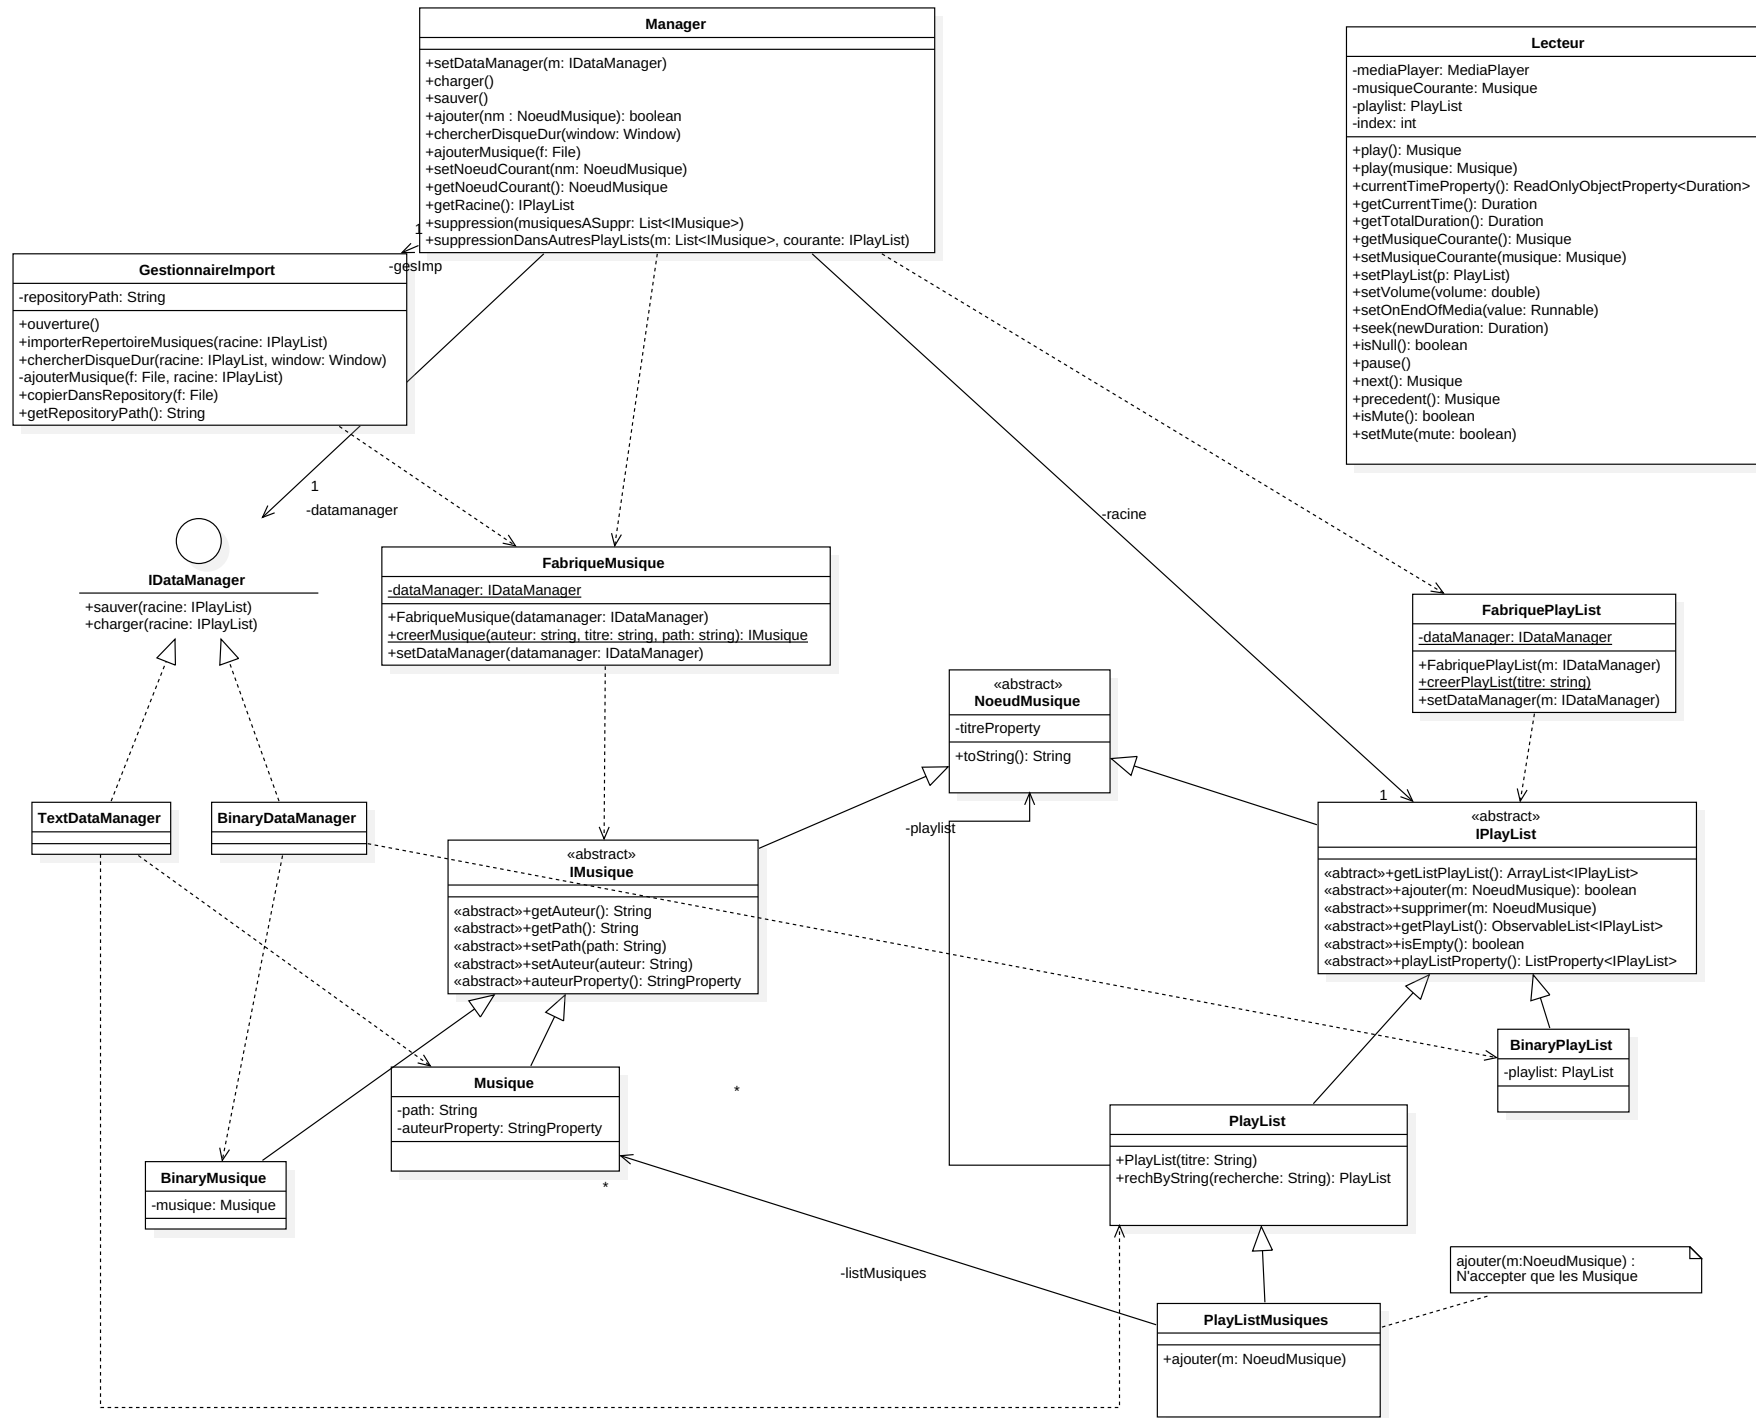 Manager
+setDataManager(m: IDataManager)
+charger()
+sauver()
+ajouter(nm : NoeudMusique): boolean
+chercherDisqueDur(window: Window)
+ajouterMusique(f: File)
+setNoeudCourant(nm: NoeudMusique)
+getNoeudCourant(): NoeudMusique
+getRacine(): IPlayList
+suppression(musiquesASuppr: List<IMusique>)
+suppressionDansAutresPlayLists(m: List<IMusique>, courante: IPlayList)
Lecteur
-mediaPlayer: MediaPlayer
-musiqueCourante: Musique
-playlist: PlayList
-index: int
+play(): Musique
+play(musique: Musique)
+currentTimeProperty(): ReadOnlyObjectProperty<Duration>
+getCurrentTime(): Duration
+getTotalDuration(): Duration
+getMusiqueCourante(): Musique
+setMusiqueCourante(musique: Musique)
+setPlayList(p: PlayList)
+setVolume(volume: double)
+setOnEndOfMedia(value: Runnable)
+seek(newDuration: Duration)
+isNull(): boolean
+pause()
+next(): Musique
+precedent(): Musique
+isMute(): boolean
+setMute(mute: boolean)
1
-gesImp
GestionnaireImport
-repositoryPath: String
+ouverture()
+importerRepertoireMusiques(racine: IPlayList)
+chercherDisqueDur(racine: IPlayList, window: Window)
-ajouterMusique(f: File, racine: IPlayList)
+copierDansRepository(f: File)
+getRepositoryPath(): String
1
-datamanager
-racine
IDataManager
+sauver(racine: IPlayList)
+charger(racine: IPlayList)
FabriqueMusique
-dataManager: IDataManager
+FabriqueMusique(datamanager: IDataManager)
+creerMusique(auteur: string, titre: string, path: string): IMusique
+setDataManager(datamanager: IDataManager)
FabriquePlayList
-dataManager: IDataManager
+FabriquePlayList(m: IDataManager)
+creerPlayList(titre: string)
+setDataManager(m: IDataManager)
«abstract»
NoeudMusique
-titreProperty
+toString(): String
1
-playlist
TextDataManager
BinaryDataManager
«abstract»
IMusique
«abstract»+getAuteur(): String
«abstract»+getPath(): String
«abstract»+setPath(path: String)
«abstract»+setAuteur(auteur: String)
«abstract»+auteurProperty(): StringProperty
«abstract»
IPlayList
«abtract»+getListPlayList(): ArrayList<IPlayList>
«abstract»+ajouter(m: NoeudMusique): boolean
«abstract»+supprimer(m: NoeudMusique)
«abstract»+getPlayList(): ObservableList<IPlayList>
«abstract»+isEmpty(): boolean
«abstract»+playListProperty(): ListProperty<IPlayList>
BinaryPlayList
-playlist: PlayList
Musique
-path: String
-auteurProperty: StringProperty
*
PlayList
+PlayList(titre: String)
+rechByString(recherche: String): PlayList
BinaryMusique
-musique: Musique
*
-listMusiques
ajouter(m:NoeudMusique) :
N'accepter que les Musique
PlayListMusiques
+ajouter(m: NoeudMusique)